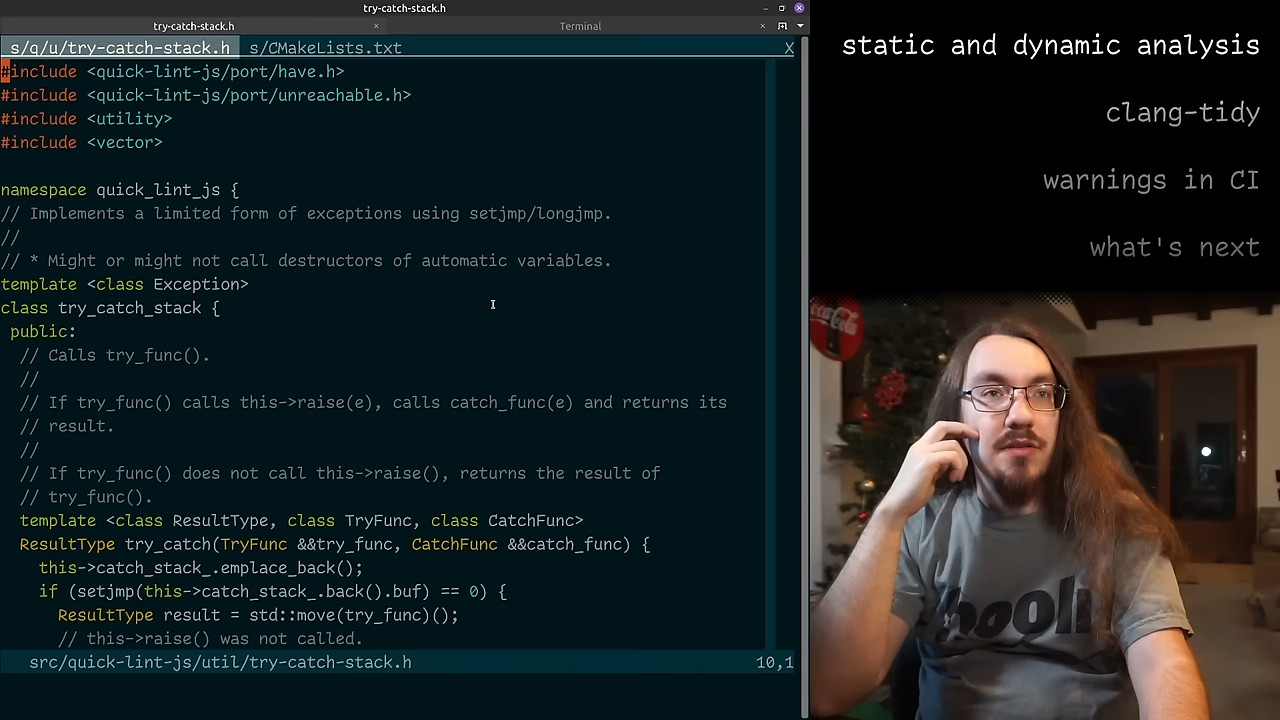 try-catch-stack.h
try-catch-stack.h × Terminal ×
s/q/u/try-catch-stack.h s/CMakeLists.txt X
#include <quick-lint-js/port/have.h>
#include <quick-lint-js/port/unreachable.h>
#include <utility>
#include <vector>
namespace quick_lint_js {
// Implements a limited form of exceptions using setjmp/longjmp.
//
// * Might or might not call destructors of automatic variables.
template <class Exception>
class try_catch_stack {
public:
// Calls try_func().
//
// If try_func() calls this->raise(e), calls catch_func(e) and returns its
// result.
//
// If try_func() does not call this->raise(), returns the result of
// try_func().
template <class ResultType, class TryFunc, class CatchFunc>
ResultType try_catch(TryFunc &&try_func, CatchFunc &&catch_func) {
this->catch_stack_.emplace_back();
if (setjmp(this->catch_stack_.back().buf) == 0) {
ResultType result = std::move(try_func)();
// this->raise() was not called.
src/quick-lint-js/util/try-catch-stack.h 10,1
static and dynamic analysis
clang-tidy
warnings in CI
what's next
Coca-Cola
hooli